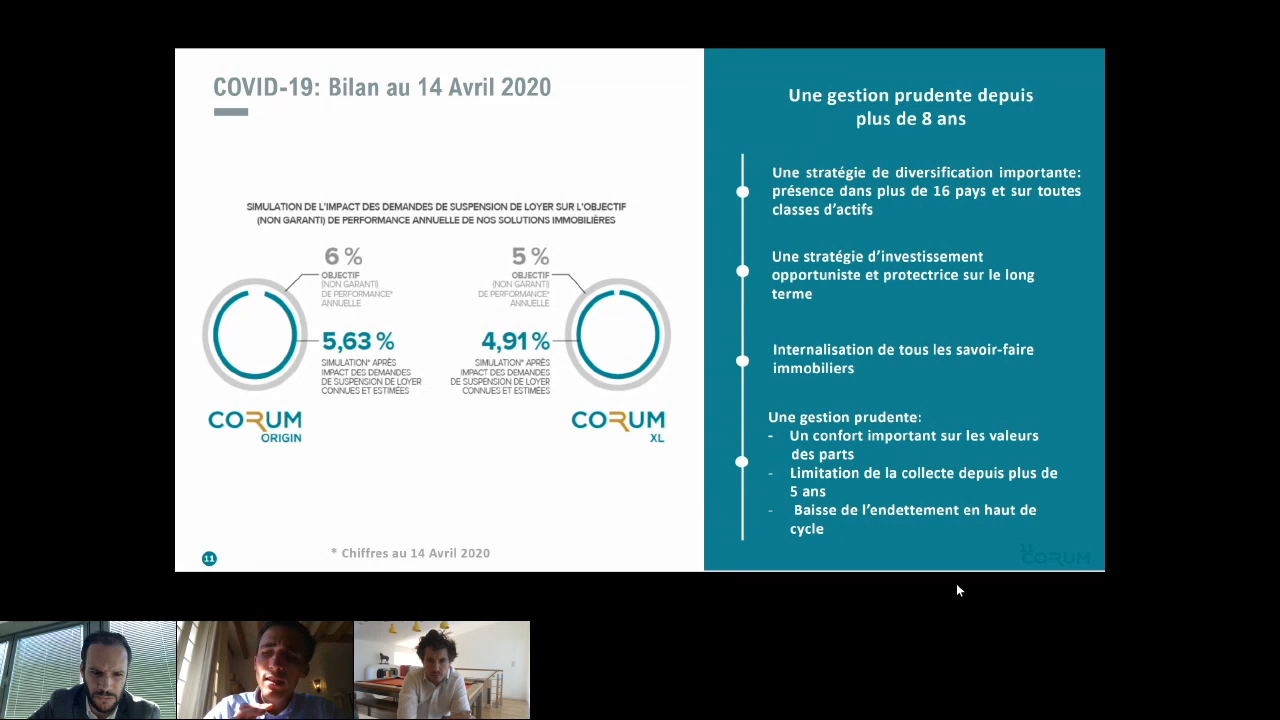 COVID-19: Bilan au 14 Avril 2020
SIMULATION DE L'IMPACT DES DEMANDES DE SUSPENSION DE LOYER SUR L'OBJECTIF
(NON GARANTI) DE PERFORMANCE ANNUELLE DE NOS SOLUTIONS IMMOBILIÈRES
6 %
OBJECTIF
(NON GARANTI)
DE PERFORMANCE*
ANNUELLE
5,63 %
SIMULATION* APRÈS
IMPACT DES DEMANDES
DE SUSPENSION DE LOYER
CONNUES ET ESTIMÉES
CORUM
ORIGIN
5 %
OBJECTIF
(NON GARANTI)
DE PERFORMANCE*
ANNUELLE
4,91 %
SIMULATION* APRÈS
IMPACT DES DEMANDES
DE SUSPENSION DE LOYER
CONNUES ET ESTIMÉES
CORUM
XL
11
* Chiffres au 14 Avril 2020
Une gestion prudente depuis
plus de 8 ans
Une stratégie de diversification importante:
présence dans plus de 16 pays et sur toutes
classes d'actifs
Une stratégie d'investissement
opportuniste et protectrice sur le long
terme
Internalisation de tous les savoir-faire
immobiliers
Une gestion prudente:
- Un confort important sur les valeurs
des parts
- Limitation de la collecte depuis plus de
5 ans
- Baisse de l'endettement en haut de
cycle
CORUM